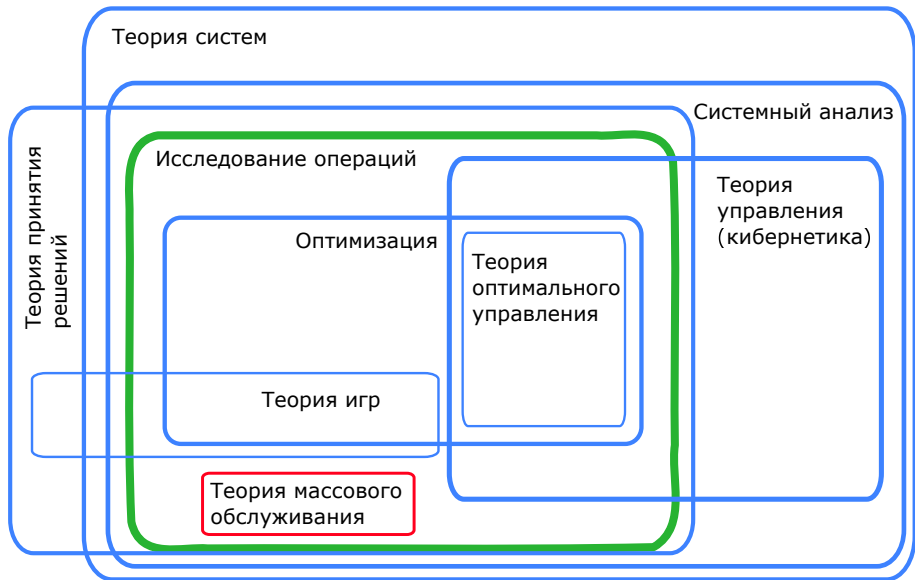 Теория систем
Системный анализ
Теория принятия
решений
Исследование операций
Теория
управления
(кибернетика)
Оптимизация
Теория
оптимального
управления
Теория игр
Теория массового
обслуживания